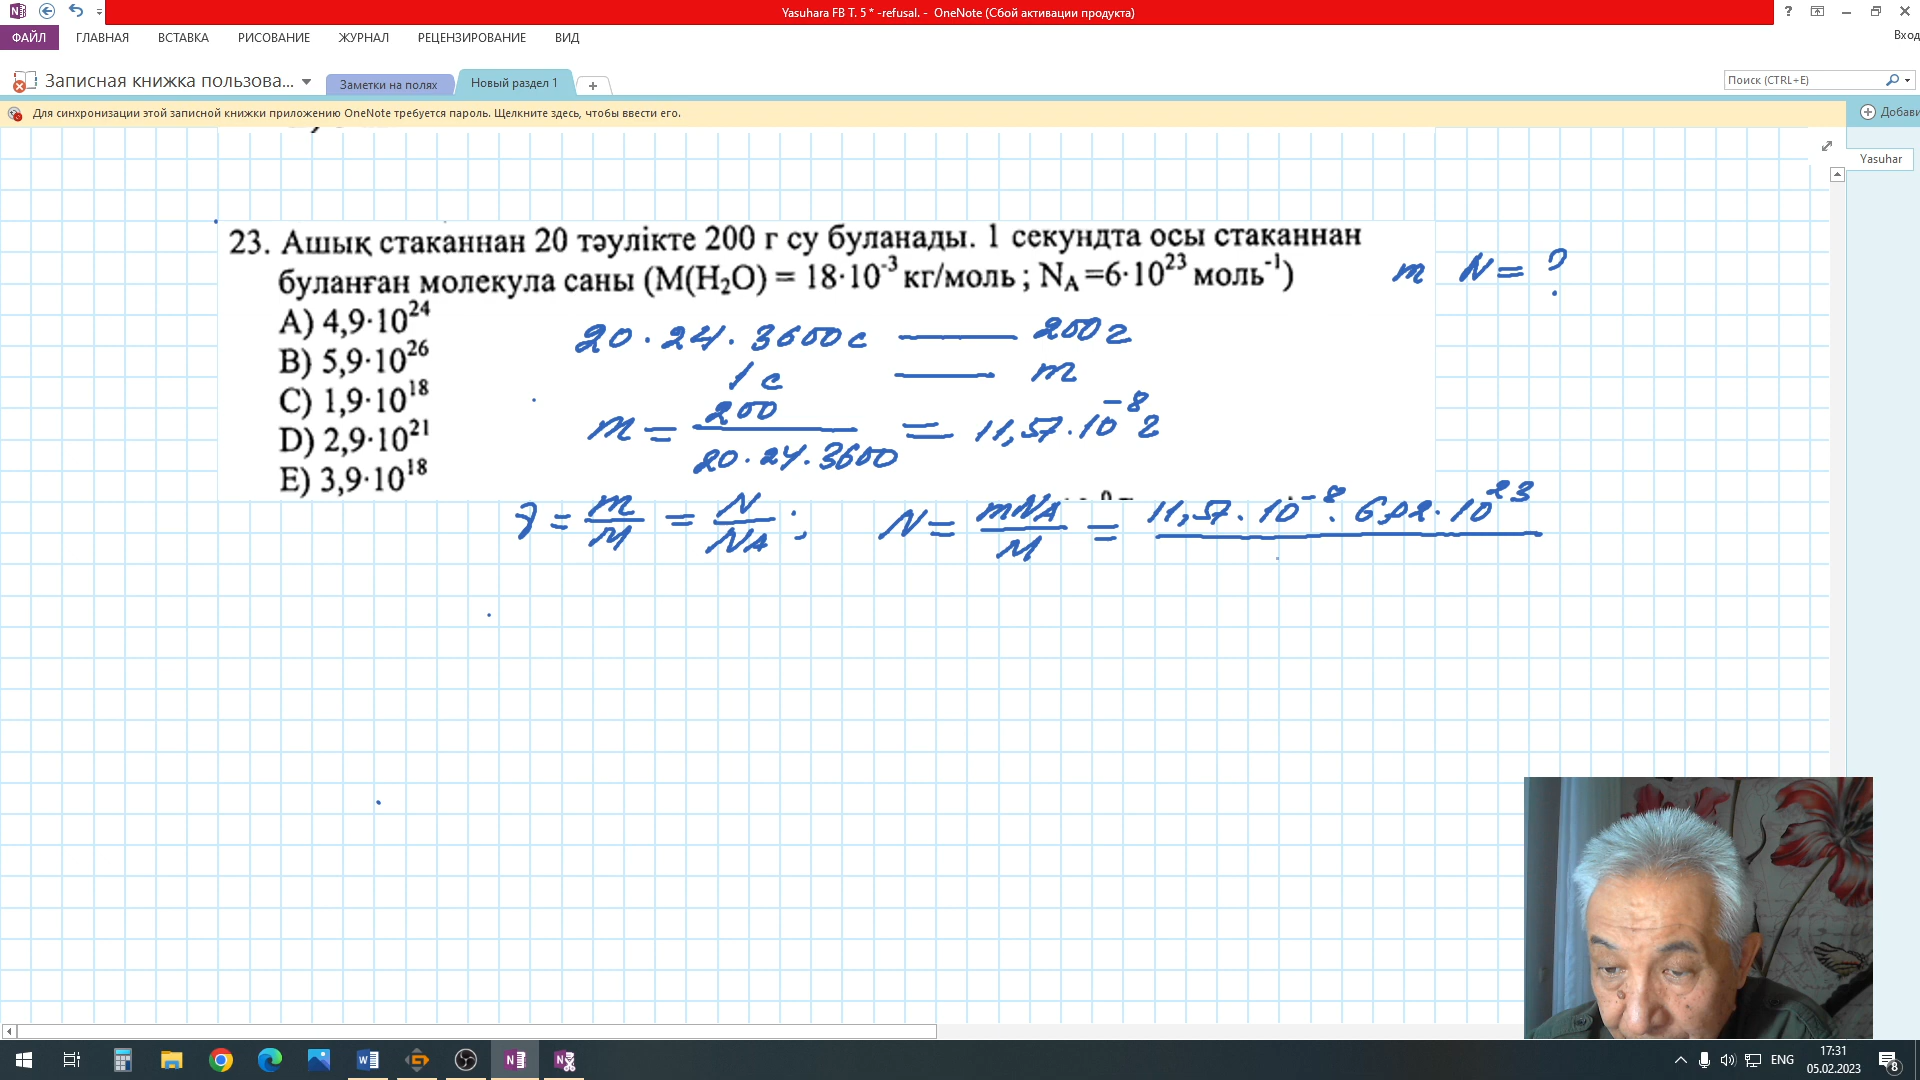 Yasuhara FB T. 5 * -refusal. - OneNote (Сбой активации продукта)
ФАЙЛ ГЛАВНАЯ ВСТАВКА РИСОВАНИЕ ЖУРНАЛ РЕЦЕНЗИРОВАНИЕ ВИД
Вход
Записная книжка пользова... Заметки на полях Новый раздел 1
Поиск (CTRL+E)
Для синхронизации этой записной книжки приложению OneNote требуется пароль. Щелкните здесь, чтобы ввести его.
Добави
Yasuhar
23. Ашық стаканнан 20 тәулікте 200 г су буланады. 1 секундта осы стаканнан
буланған молекула саны (M(H₂O) = 18·10⁻³ кг/моль ; N_A =6·10²³ моль⁻¹)
m N = ?
A) 4,9·10²⁴
B) 5,9·10²⁶
C) 1,9·10¹⁸
D) 2,9·10²¹
E) 3,9·10¹⁸
20 · 24 · 3600 с — 200 г
1 с — m
m = 200 / 20 · 24 · 3600 = 11,57 · 10⁻⁸ г
= m/M = N/NA ; N = mNA/M = 11,57 · 10⁻⁸ · 6,02 · 10²³
ENG
17:31
05.02.2023
8